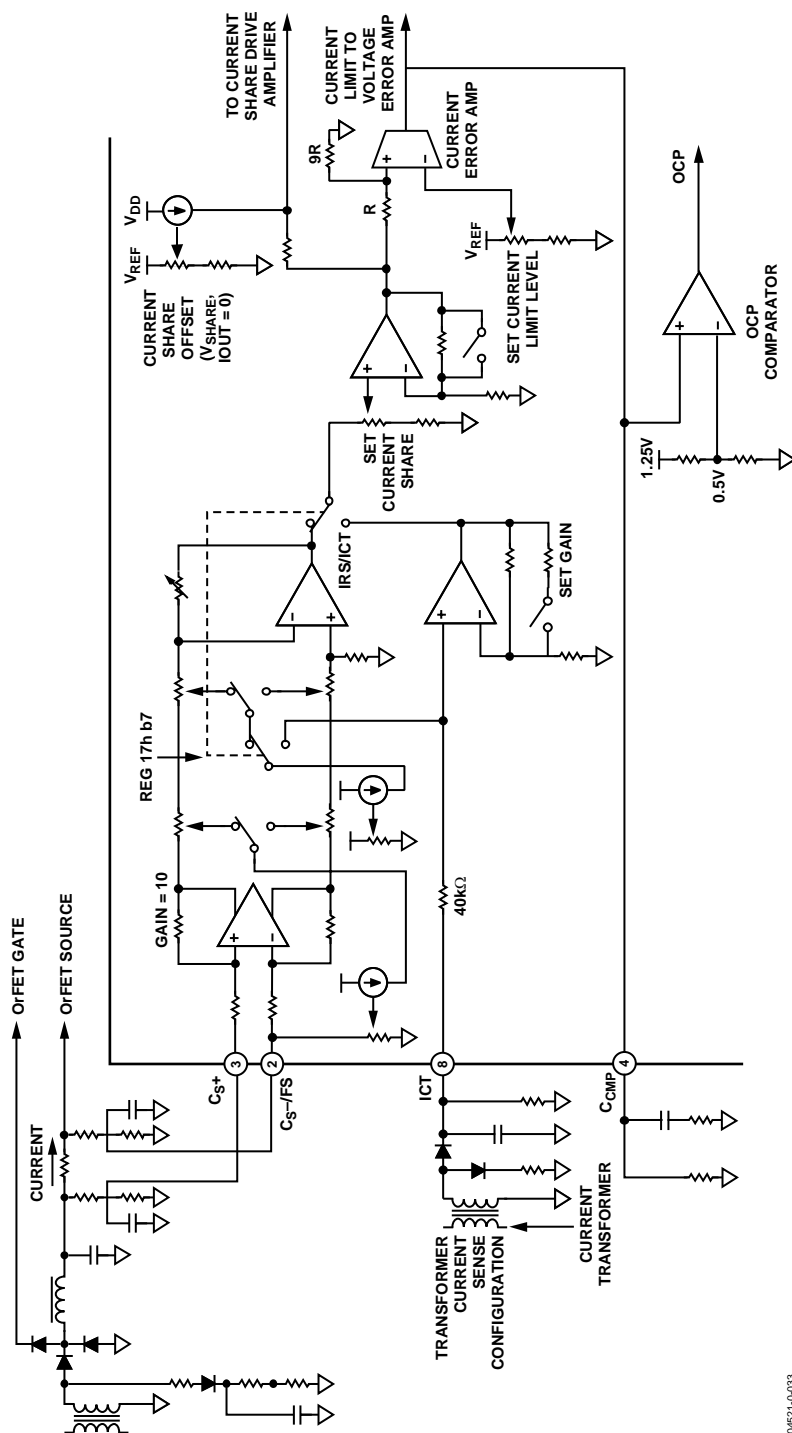 OrFET GATE
OrFET SOURCE
CURRENT
CS+
3
CS–/FS
2
ICT
8
CCMP
4
TRANSFORMER
CURRENT
SENSE
CONFIGURATION
CURRENT
TRANSFORMER
GAIN = 10
REG 17h b7
40kΩ
IRS/ICT
SET GAIN
SET
CURRENT
SHARE
CURRENT
SHARE
OFFSET
(VSHARE,
IOUT = 0)
VREF
VDD
TO CURRENT
SHARE DRIVE
AMPLIFIER
R
9R
CURRENT
LIMIT TO
VOLTAGE
ERROR AMP
CURRENT
ERROR AMP
VREF
SET CURRENT
LIMIT LEVEL
1.25V
0.5V
OCP
COMPARATOR
OCP
+
–
+
–
+
–
+
–
+
–
+
–
04521-0-033